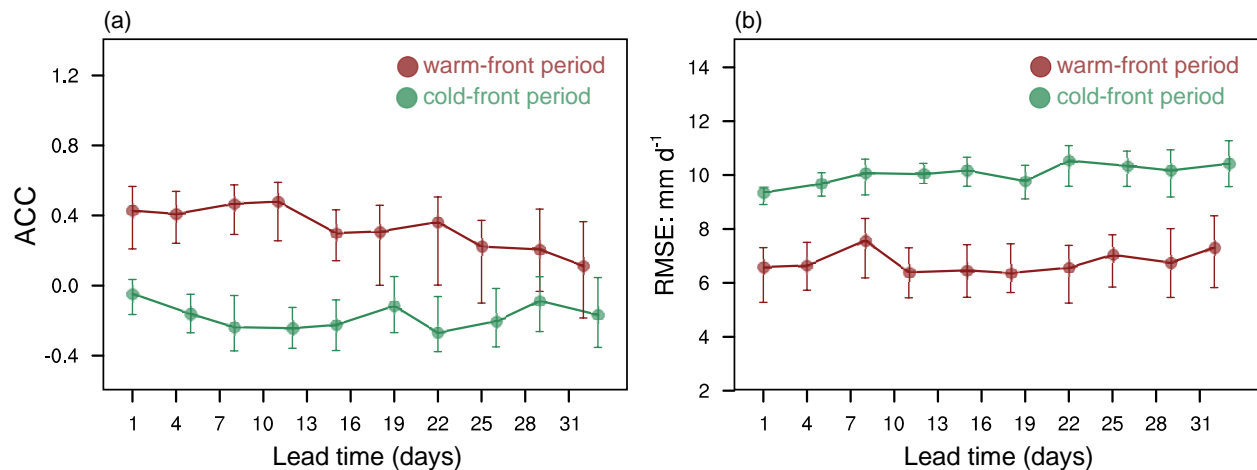 (a)
warm-front period
cold-front period
1.2
0.8
0.4
0.0
-0.4
ACC
1 4 7 10 13 16 19 22 25 28 31
Lead time (days)
(b)
warm-front period
cold-front period
14
12
10
8
6
4
2
RMSE: mm d⁻¹
1 4 7 10 13 16 19 22 25 28 31
Lead time (days)